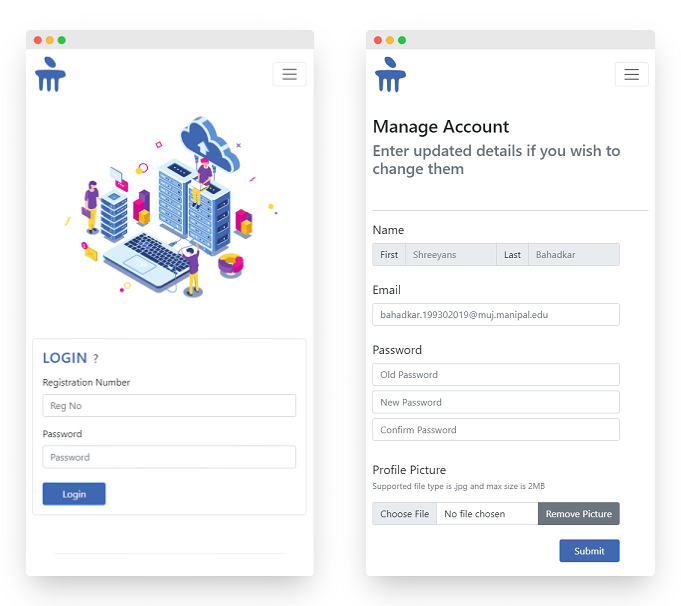 LOGIN ?
Registration Number
Reg No
Password
Password
Login
Manage Account
Enter updated details if you wish to
change them
Name
First Shreeyans Last Bahadkar
Email
bahadkar.199302019@muj.manipal.edu
Password
Old Password
New Password
Confirm Password
Profile Picture
Supported file type is .jpg and max size is 2MB
Choose File No file chosen Remove Picture
Submit